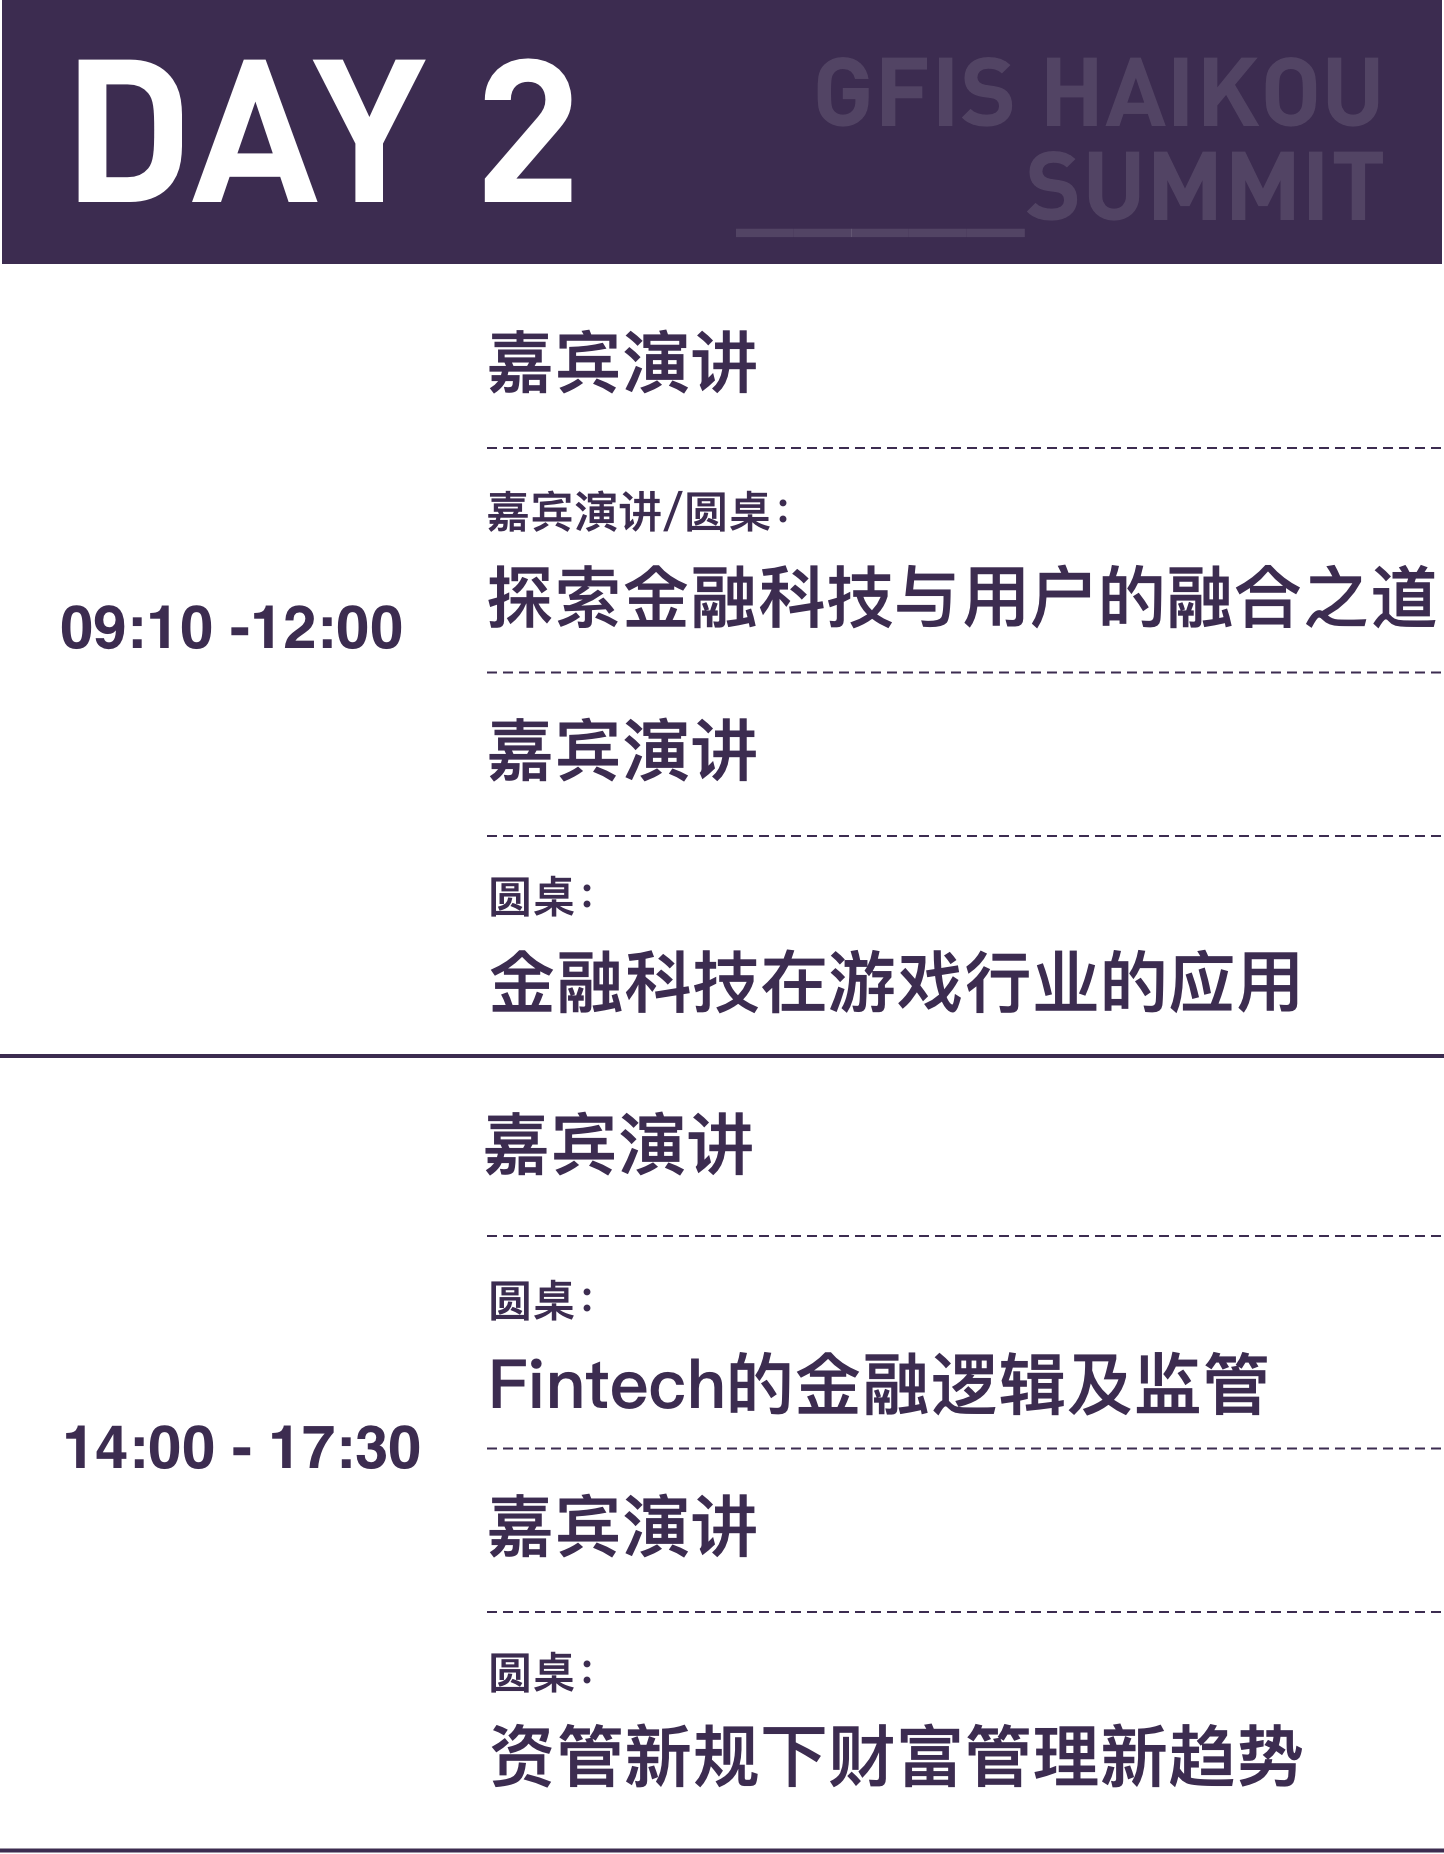 DAY 2
GFIS HAIKOU
______SUMMIT
嘉宾演讲
嘉宾演讲/圆桌：
探索金融科技与用户的融合之道
09:10 -12:00
嘉宾演讲
圆桌：
金融科技在游戏行业的应用
嘉宾演讲
圆桌：
Fintech的金融逻辑及监管
14:00 - 17:30
嘉宾演讲
圆桌：
资管新规下财富管理新趋势